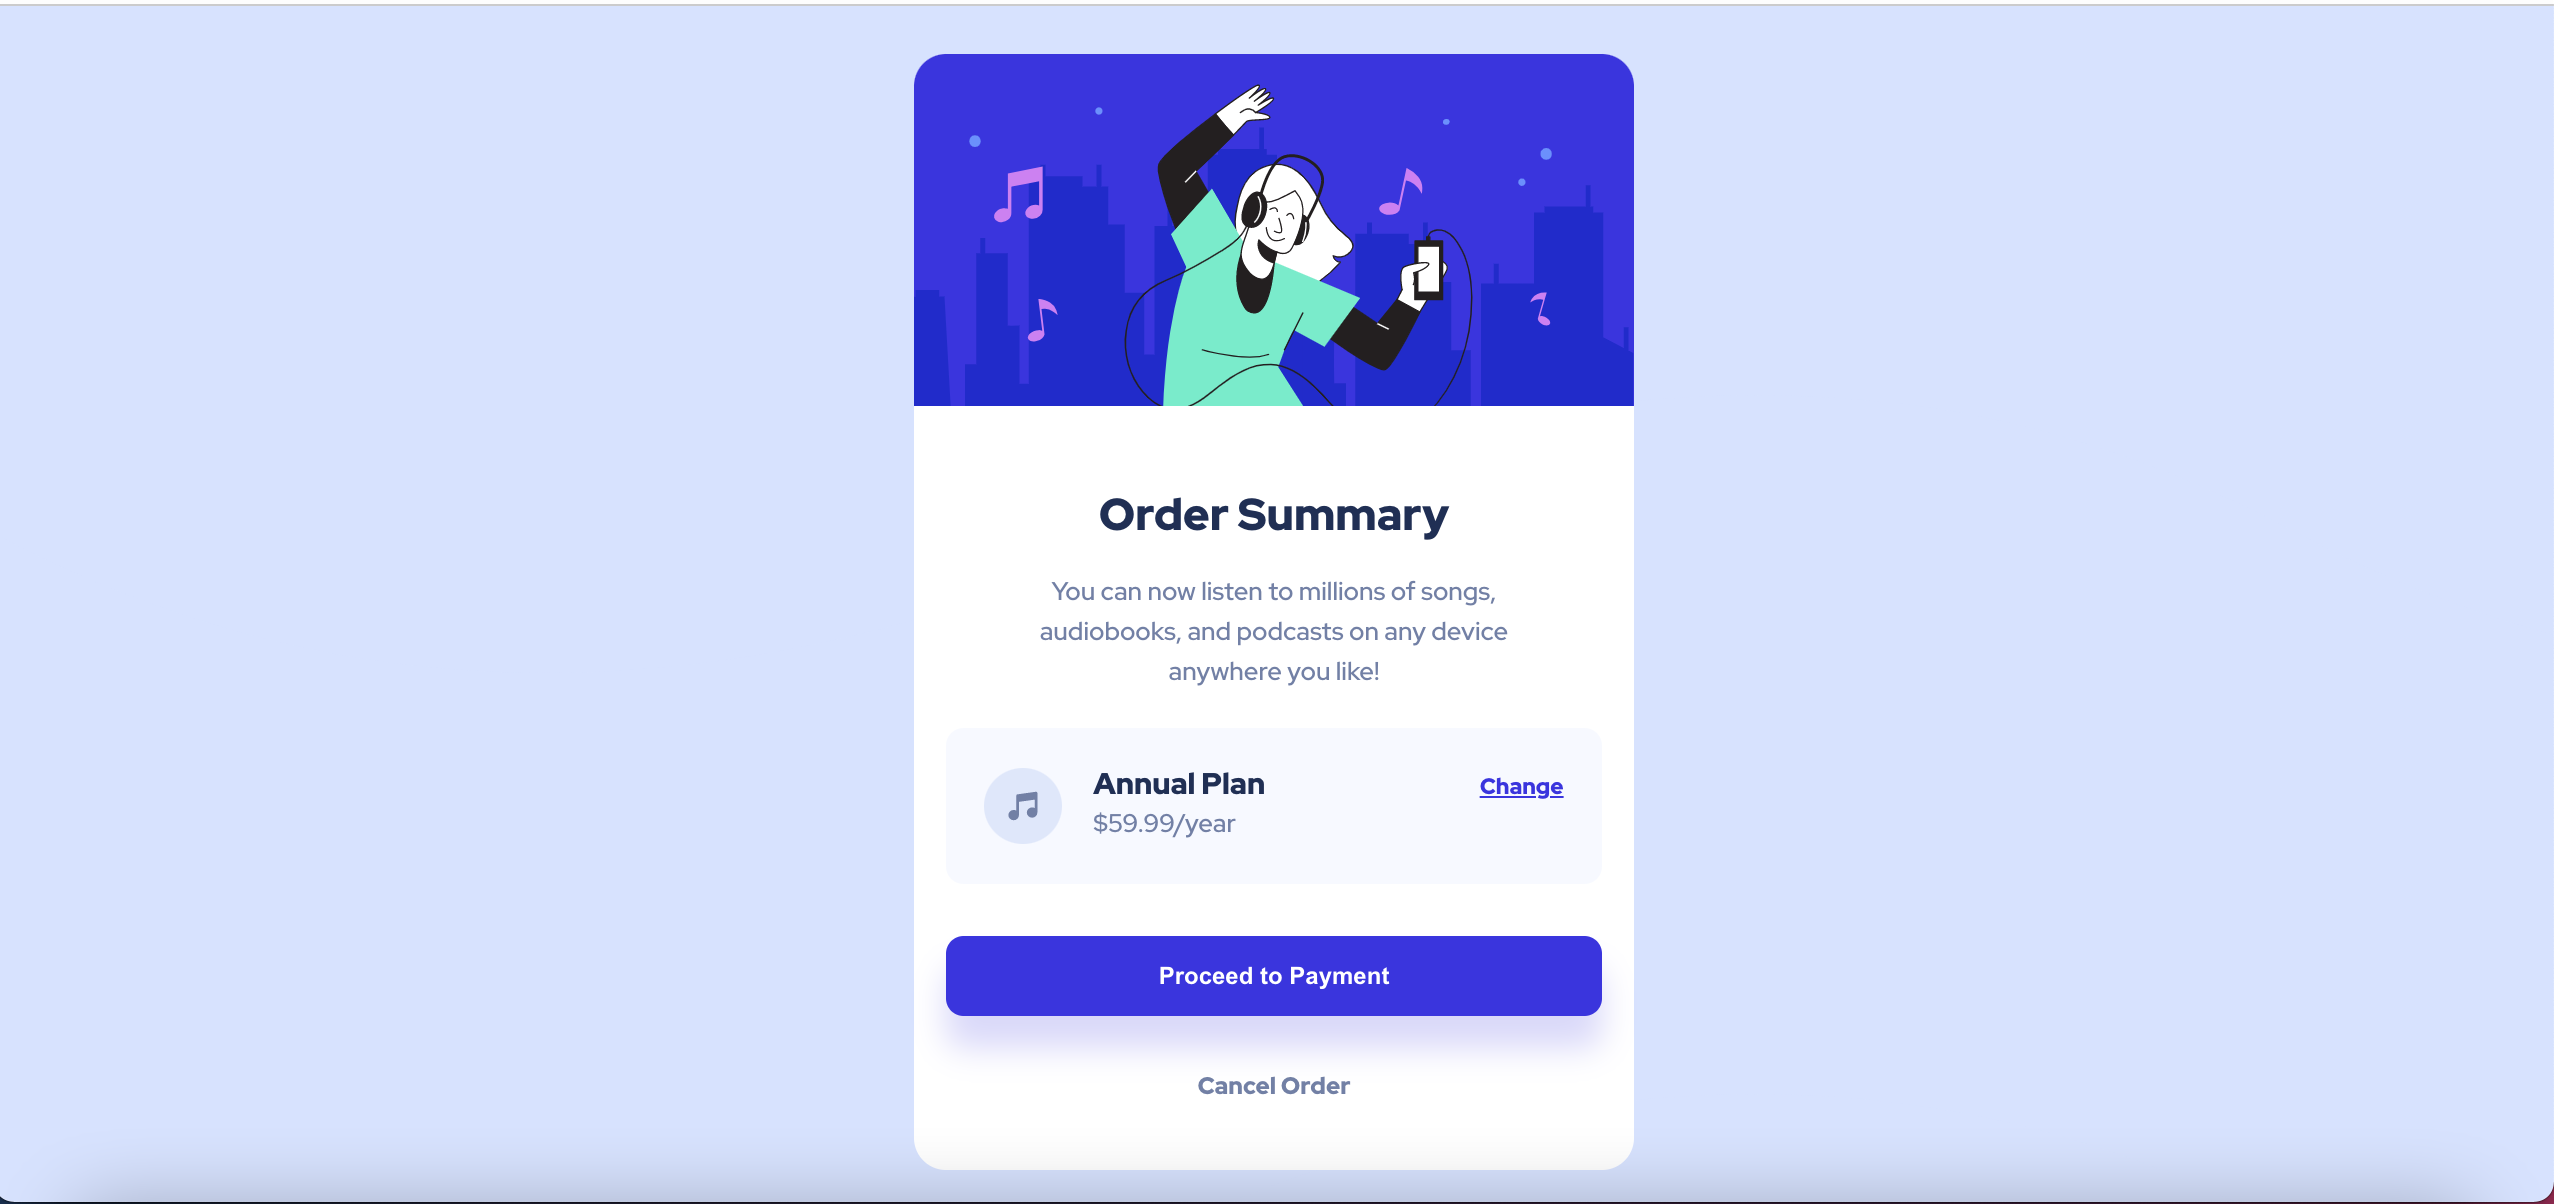 Order Summary
You can now listen to millions of songs,
audiobooks, and podcasts on any device
anywhere you like!
Annual Plan
Change
$59.99/year
Proceed to Payment
Cancel Order